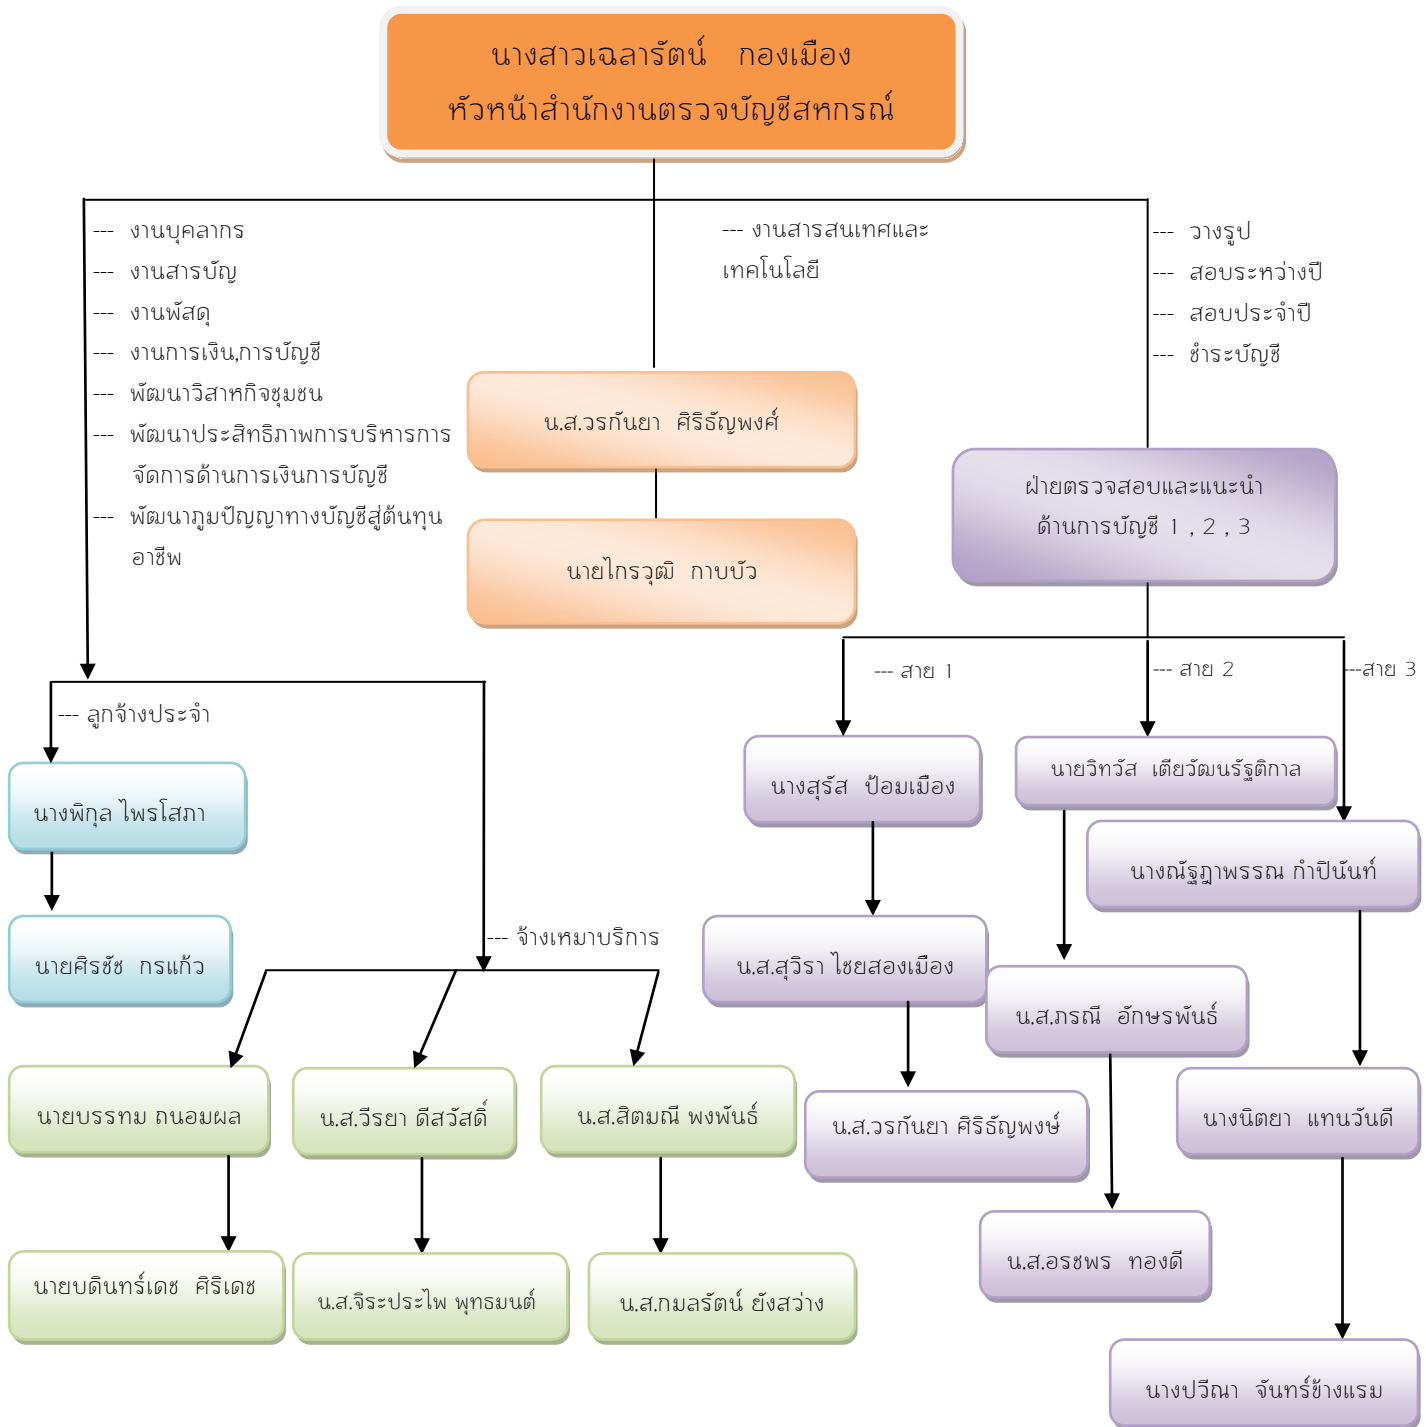 นางสาวเฉลารัตน์ กองเมือง
หัวหน้าสำนักงานตรวจบัญชีสหกรณ์
--- งานบุคลากร
--- งานสารบัญ
--- งานพัสดุ
--- งานการเงิน,การบัญชี
--- พัฒนาวิสาหกิจชุมชน
--- พัฒนาประสิทธิภาพการบริหารการ
จัดการด้านการเงินการบัญชี
--- พัฒนาภูมปัญญาทางบัญชีสู่ต้นทุน
อาชีพ
--- งานสารสนเทศและ
เทคโนโลยี
--- วางรูป
--- สอบระหว่างปี
--- สอบประจำปี
--- ชำระบัญชี
น.ส.วรกันยา ศิริธัญพงศ์
นายไกรวุฒิ กาบบัว
ฝ่ายตรวจสอบและแนะนำ
ด้านการบัญชี 1 , 2 , 3
--- สาย 1
--- สาย 2
---สาย 3
--- ลูกจ้างประจำ
นางพิกุล ไพรโสภา
นายศิรชัช กรแก้ว
--- จ้างเหมาบริการ
นายบรรทม ถนอมผล
น.ส.วีรยา ดีสวัสดิ์
น.ส.สิตมณี พงพันธ์
นายบดินทร์เดช ศิริเดช
น.ส.จิระประไพ พุทธมนต์
น.ส.กมลรัตน์ ยังสว่าง
นางสุรัส ป้อมเมือง
นายวิทวัส เตียวัฒนรัฐติกาล
นางณัฐฎาพรรณ กำปินันท์
น.ส.สุวิรา ไชยสองเมือง
น.ส.ภรณี อักษรพันธ์
น.ส.วรกันยา ศิริธัญพงษ์
นางนิตยา แทนวันดี
น.ส.อรชพร ทองดี
นางปวีณา จันทร์ข้างแรม